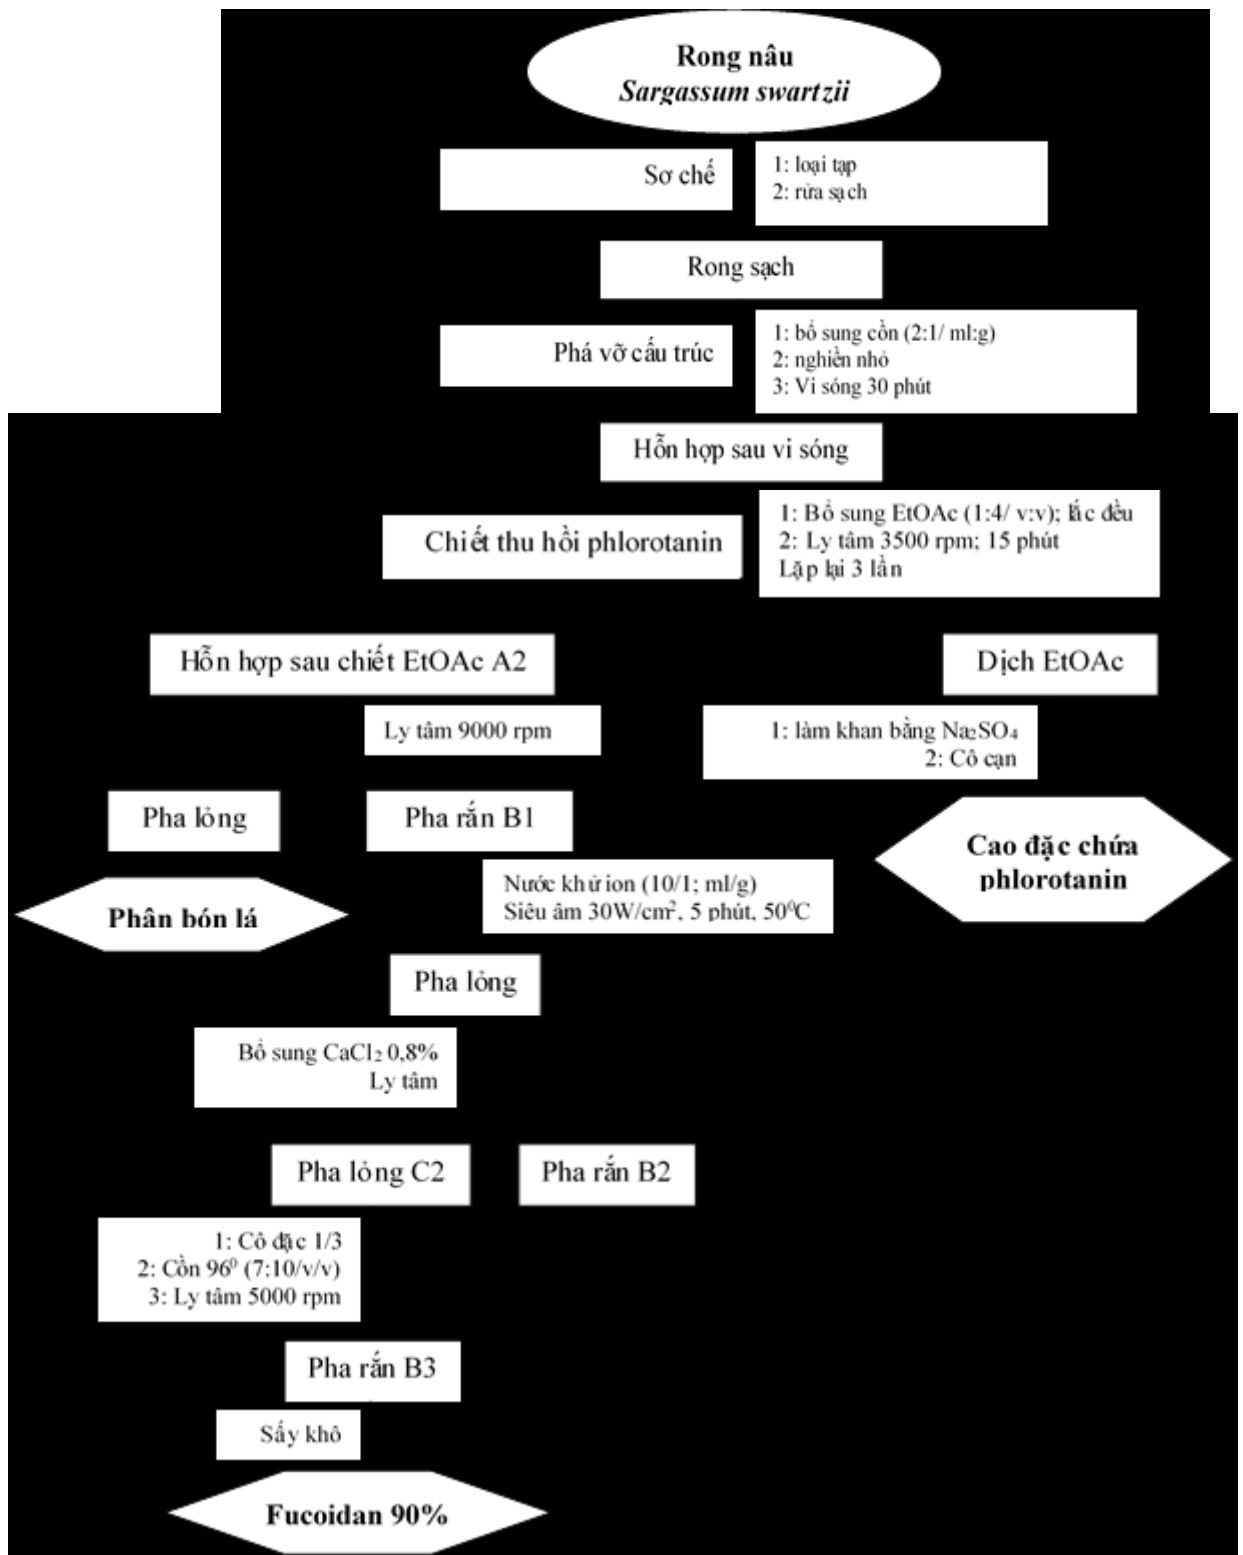 Rong nâu
Sargassum swartzii
Sơ chế
1: loại tạp
2: rửa sạch
Rong sạch
Phá vỡ cấu trúc
1: bổ sung cồn (2:1/ ml:g)
2: nghiền nhỏ
3: Vi sóng 30 phút
Hỗn hợp sau vi sóng
Chiết thu hồi phlorotanin
1: Bổ sung EtOAc (1:4/ v:v); lắc đều
2: Ly tâm 3500 rpm; 15 phút
Lặp lại 3 lần
Hỗn hợp sau chiết EtOAc A2
Dịch EtOAc
Ly tâm 9000 rpm
1: làm khan bằng Na₂SO₄
2: Cô cạn
Pha lỏng
Pha rắn B1
Cao đặc chứa
phlorotanin
Nước khử ion (10/1; ml/g)
Siêu âm 30W/cm², 5 phút, 50⁰C
Phân bón lá
Pha lỏng
Bổ sung CaCl₂ 0,8%
Ly tâm
Pha lỏng C2
Pha rắn B2
1: Cô đặc 1/3
2: Cồn 96⁰ (7:10/v/v)
3: Ly tâm 5000 rpm
Pha rắn B3
Sấy khô
Fucoidan 90%